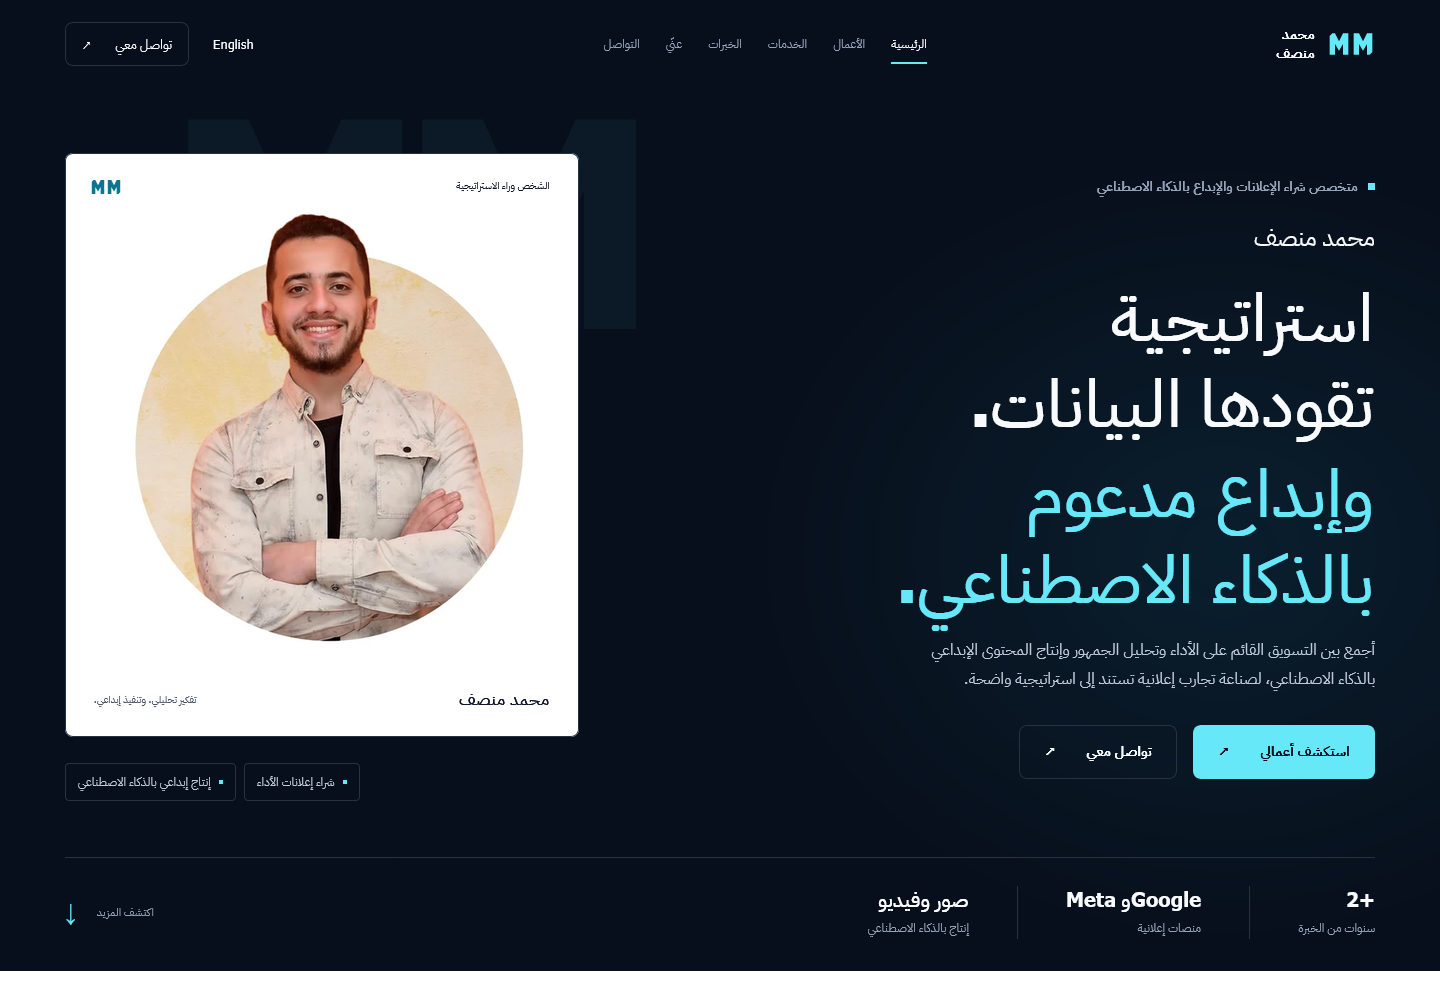 MM
محمد
منصف
الرئيسية
الأعمال
الخدمات
الخبرات
عنّي
التواصل
English
تواصل معي ↗
متخصص شراء الإعلانات والإبداع بالذكاء الاصطناعي
محمد منصف
استراتيجية
تقودها البيانات.
وإبداع مدعوم
بالذكاء الاصطناعي.
أجمع بين التسويق القائم على الأداء وتحليل الجمهور وإنتاج المحتوى الإبداعي
بالذكاء الاصطناعي، لصناعة تجارب إعلانية تستند إلى استراتيجية واضحة.
استكشف أعمالي ↗
تواصل معي ↗
MM
الشخص وراء الاستراتيجية
MM
محمد منصف
تفكير تحليلي. وتنفيذ إبداعي.
شراء إعلانات الأداء
إنتاج إبداعي بالذكاء الاصطناعي
+2
سنوات من الخبرة
Google و Meta
منصات إعلانية
صور وفيديو
إنتاج بالذكاء الاصطناعي
اكتشف المزيد ↓